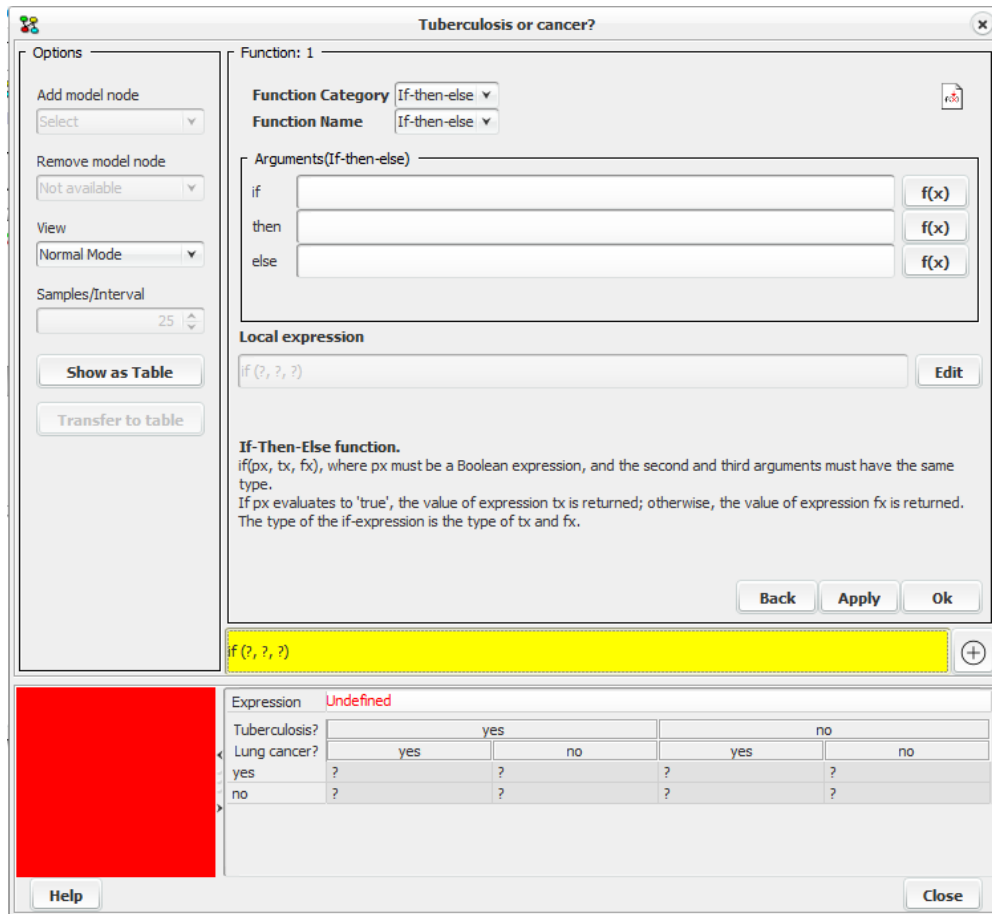 Tuberculosis or cancer?
Options
Add model node
Select
Remove model node
Not available
View
Normal Mode
Samples/Interval
25
Show as Table
Transfer to table
Function: 1
Function Category If-then-else
Function Name If-then-else
Arguments(If-then-else)
if f(x)
then f(x)
else f(x)
Local expression
if (?, ?, ?) Edit
If-Then-Else function.
if(px, tx, fx), where px must be a Boolean expression, and the second and third arguments must have the same
type.
If px evaluates to 'true', the value of expression tx is returned; otherwise, the value of expression fx is returned.
The type of the if-expression is the type of tx and fx.
Back Apply Ok
if (?, ?, ?)
Expression Undefined
Tuberculosis? yes no
Lung cancer? yes no yes no
yes ? ? ? ?
no ? ? ? ?
Help Close